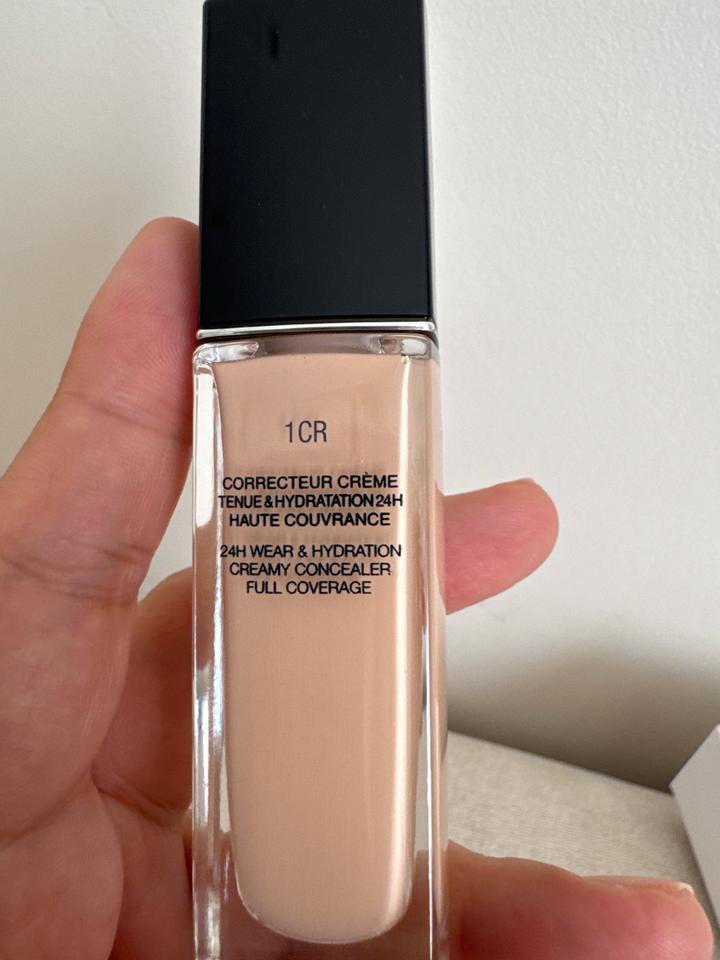 1CR
CORRECTEUR CRÈME
TENUE & HYDRATATION 24H
HAUTE COUVRANCE
24H WEAR & HYDRATION
CREAMY CONCEALER
FULL COVERAGE